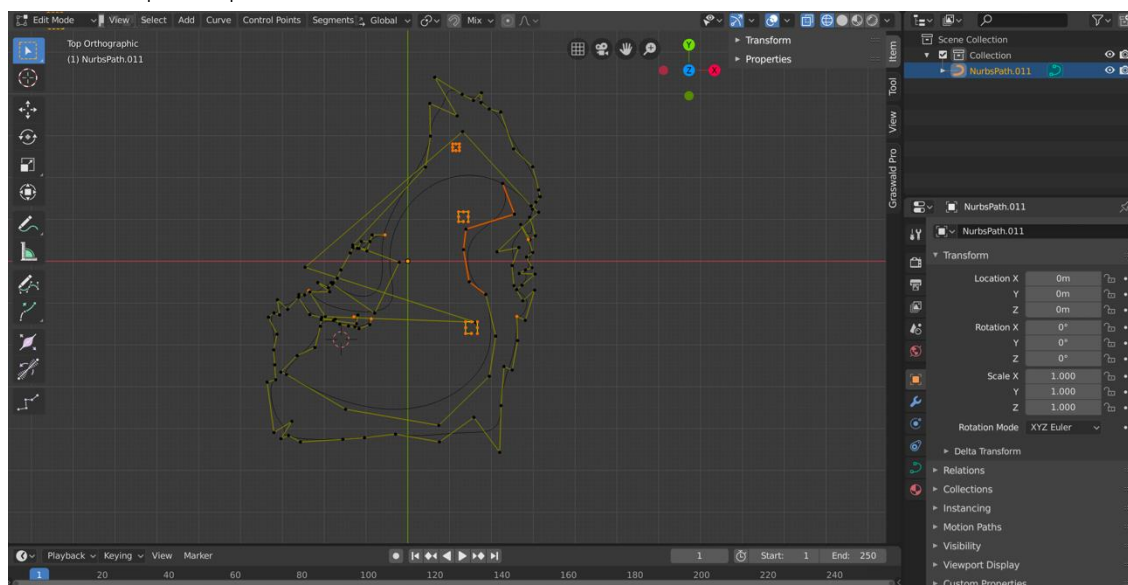 Edit Mode View Select Add Curve Control Points Segments Global Mix
Top Orthographic
(1) NurbsPath.011
Y
Z
X
Transform
Properties
Item
Tool
View
Graswald Pro
Scene Collection
Collection
NurbsPath.011
NurbsPath.011
NurbsPath.011
Transform
Location X 0m
Y 0m
Z 0m
Rotation X 0°
Y 0°
Z 0°
Scale X 1.000
Y 1.000
Z 1.000
Rotation Mode XYZ Euler
Delta Transform
Relations
Collections
Instancing
Motion Paths
Visibility
Viewport Display
Custom Properties
Playback Keying View Marker 1 Start: 1 End: 250
1 20 40 60 80 100 120 140 160 180 200 220 240